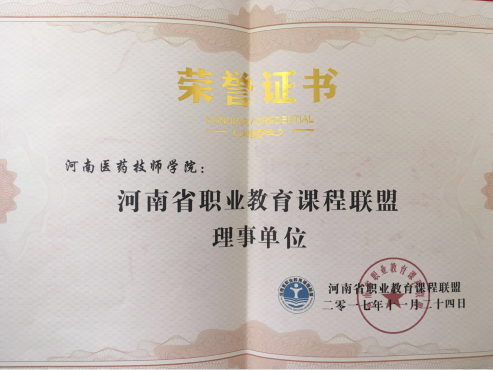 荣誉证书
河南医药技师学院：
河南省职业教育课程联盟
理事单位
河南省职业教育课程联盟
二零一七年十一月二十四日